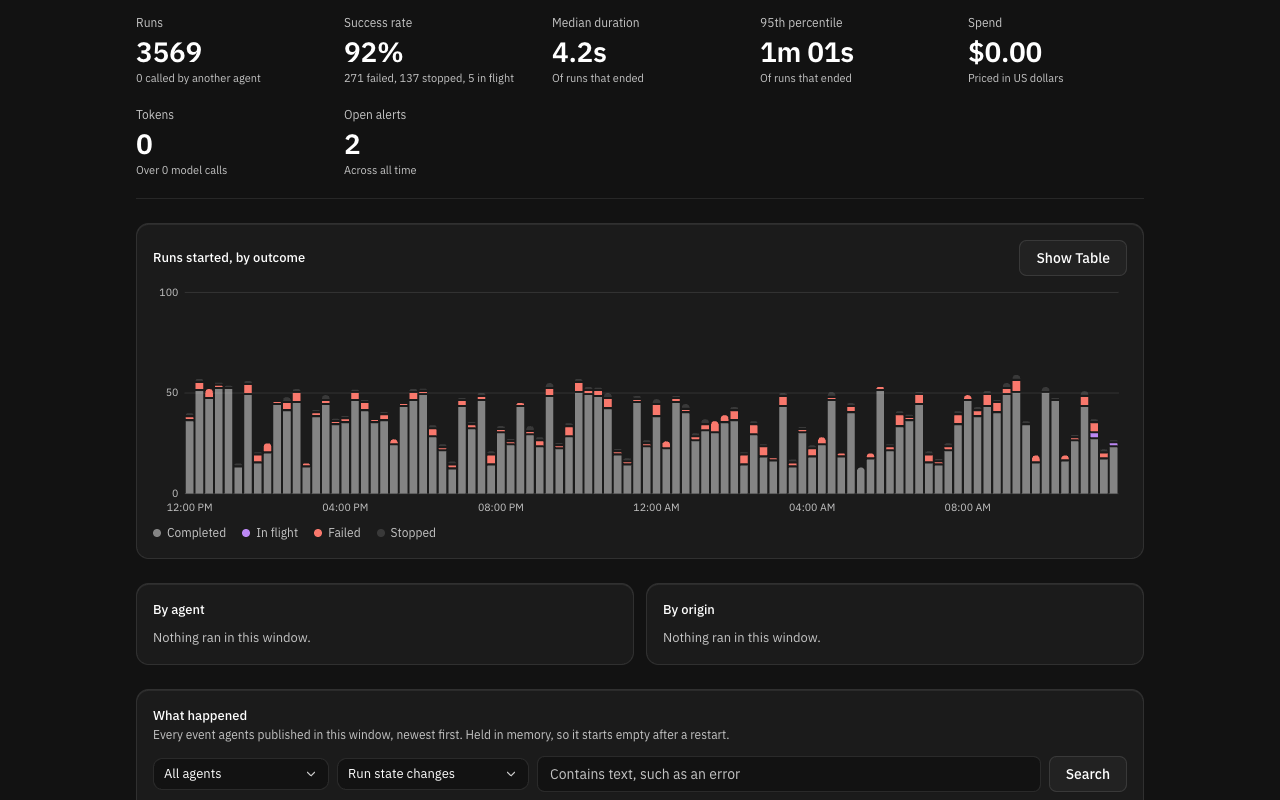 Runs
3569
0 called by another agent
Success rate
92%
271 failed, 137 stopped, 5 in flight
Median duration
4.2s
Of runs that ended
95th percentile
1m 01s
Of runs that ended
Spend
$0.00
Priced in US dollars
Tokens
0
Over 0 model calls
Open alerts
2
Across all time
Runs started, by outcome
Show Table
100
50
0
12:00 PM
04:00 PM
08:00 PM
12:00 AM
04:00 AM
08:00 AM
Completed
In flight
Failed
Stopped
By agent
Nothing ran in this window.
By origin
Nothing ran in this window.
What happened
Every event agents published in this window, newest first. Held in memory, so it starts empty after a restart.
All agents
Run state changes
Contains text, such as an error
Search